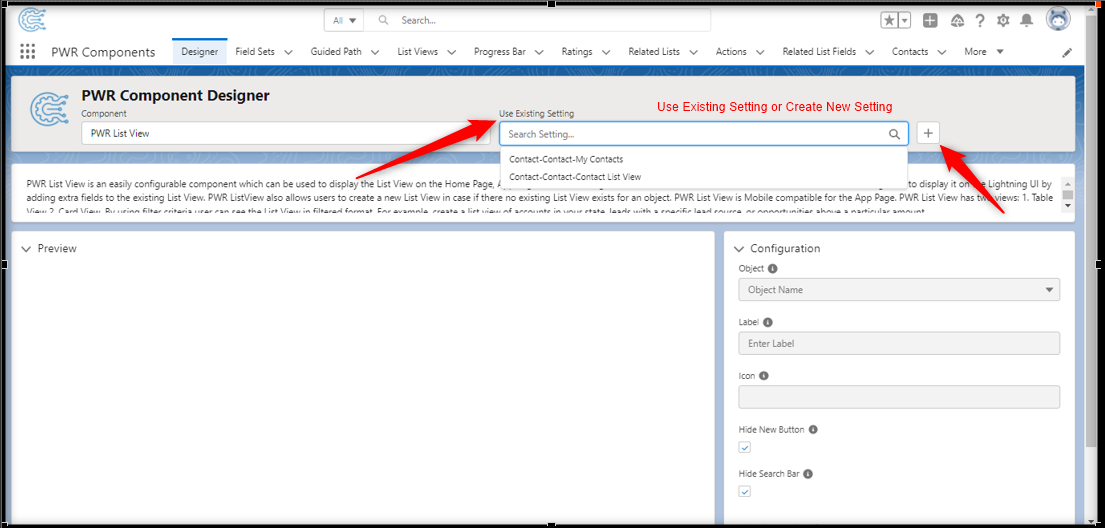 All
Search...
PWR Components
Designer
Field Sets
Guided Path
List Views
Progress Bar
Ratings
Related Lists
Actions
Related List Fields
Contacts
More
PWR Component Designer
Component
PWR List View
Use Existing Setting or Create New Setting
Use Existing Setting
Search Setting...
Contact-Contact-My Contacts
Contact-Contact-Contact List View
PWR List View is an easily configurable component which can be used to display the List View on the Home Page, to display it on the Lightning UI by
adding extra fields to the existing List View. PWR ListView also allows users to create a new List View in case if there no existing List View exists for an object. PWR List View is Mobile compatible for the App Page. PWR List View has two views: 1. Table
View 2. Card View. By using filter criteria user can see the List View in filtered format. For example, create a list view of accounts in your state, leads with a specific lead source, or opportunities above a particular amount.
Preview
Configuration
Object
Object Name
Label
Enter Label
Icon
Hide New Button
Hide Search Bar